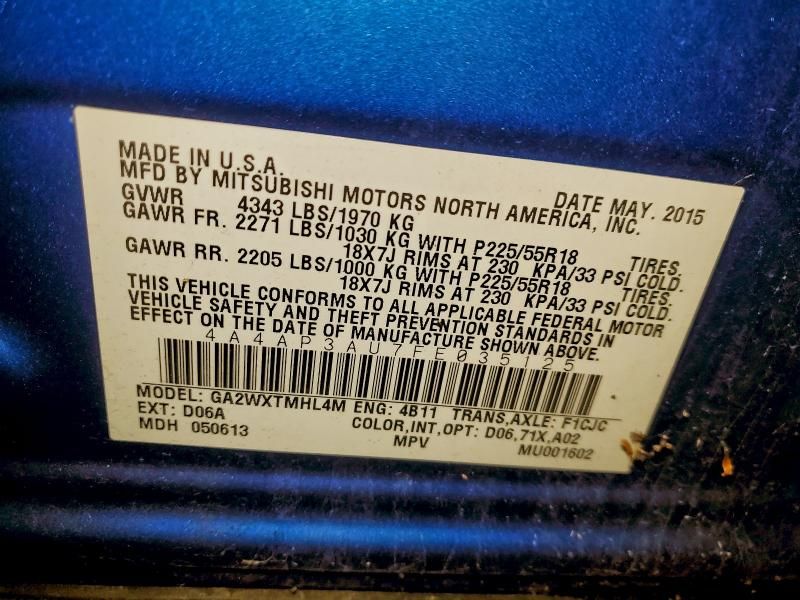 MADE IN U.S.A. DATE MAY. 2015
MFD BY MITSUBISHI MOTORS NORTH AMERICA, INC.
GVWR 4343 LBS/1970 KG
GAWR FR. 2271 LBS/1030 KG WITH P225/55R18 TIRES.
18X7J RIMS AT 230 KPA/33 PSI COLD.
GAWR RR. 2205 LBS/1000 KG WITH P225/55R18 TIRES.
18X7J RIMS AT 230 KPA/33 PSI COLD.
THIS VEHICLE CONFORMS TO ALL APPLICABLE FEDERAL MOTOR
VEHICLE SAFETY AND THEFT PREVENTION STANDARDS IN
EFFECT ON THE DATE OF MANUFACTURE SHOWN ABOVE.
4A4AP3AU7FE035125
MODEL: GA2WXTMHL4M ENG: 4B11 TRANS,AXLE: F1CJC
EXT: D06A COLOR,INT,OPT: D06,71X,A02
MDH 050613 MPV MU001602